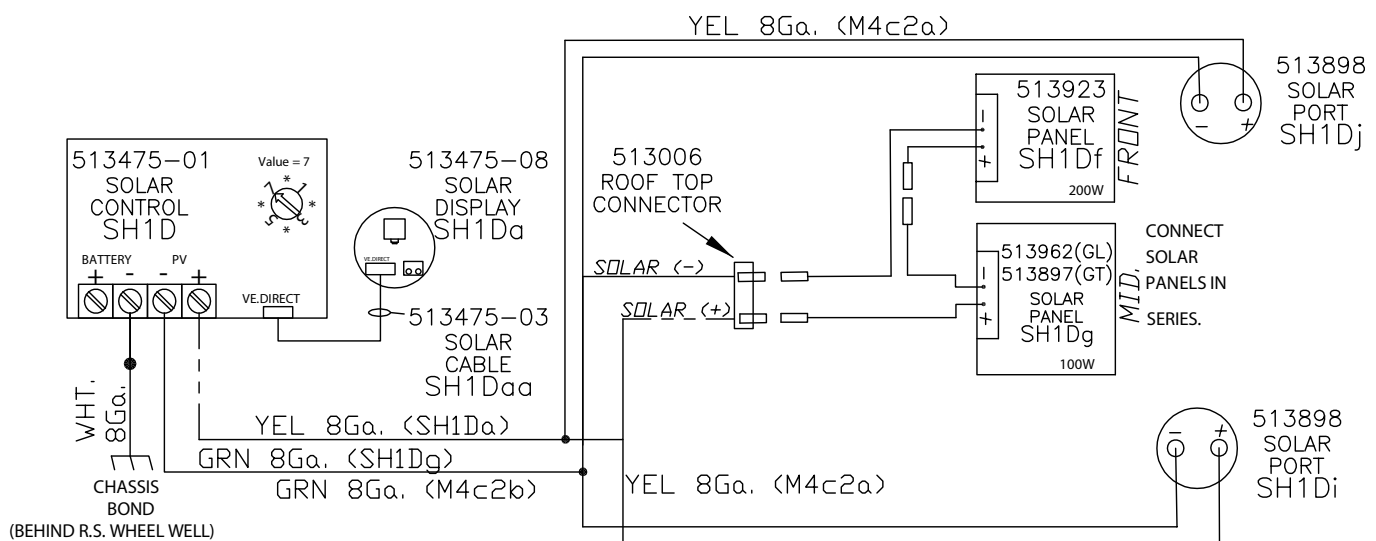 YEL 8Ga. (M4c2a)
513898
SOLAR
PORT
SH1Dj
-
+
513923
SOLAR
PANEL
SH1Df
-
+
200W
FRONT
513006
ROOF TOP
CONNECTOR
513475-01
SOLAR
CONTROL
SH1D
Value = 7
7
1
5
3
*
*
*
*
BATTERY
PV
+
-
-
+
VE.DIRECT
513475-08
SOLAR
DISPLAY
SH1Da
VE.DIRECT
513475-03
SOLAR
CABLE
SH1Daa
SOLAR (-)
SOLAR (+)
513962(GL)
513897(GT)
SOLAR
PANEL
SH1Dg
-
+
100W
MID.
CONNECT
SOLAR
PANELS IN
SERIES.
WHT.
8Ga.
CHASSIS
BOND
(BEHIND R.S. WHEEL WELL)
YEL 8Ga. (SH1Da)
GRN 8Ga. (SH1Dg)
GRN 8Ga. (M4c2b)
YEL 8Ga. (M4c2a)
513898
SOLAR
PORT
SH1Di
-
+